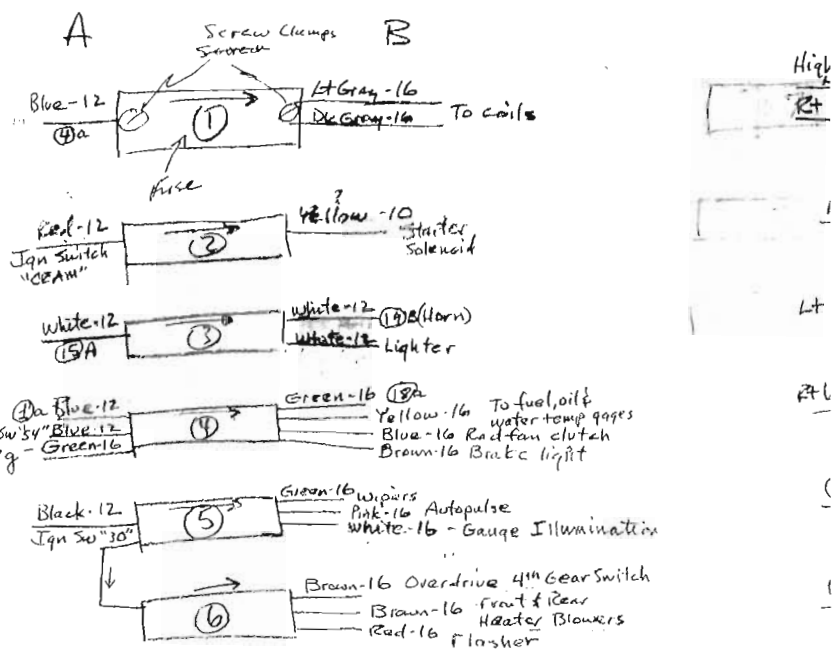 A
B
Screw Clamps
Blue-12
④a
①
Lt Gray-16
Dk Gray-16
To coils
Fuse
High
Rt
Red-12
Ign Switch
②
?
Yellow-10
Starter
Solenoid
White-12
⑮A
③
White-12
⑲B(Horn)
White-12
Lighter
Lt
①a Blue-12
Sw "54" Blue-12
Green-16
④
Green-16 ⑱a
Yellow-16 To fuel, oil &
water temp gages
Blue-16 Rad fan clutch
Brown-16 Brake light
Rt
Black-12
Ign Sw "30"
⑤
Green-16 Wipers
Pink-16 Autopulse
White-16 - Gauge Illumination
⑥
Brown-16 Overdrive 4th Gear Switch
Brown-16 Front & Rear
Heater Blowers
Red-16
Flasher